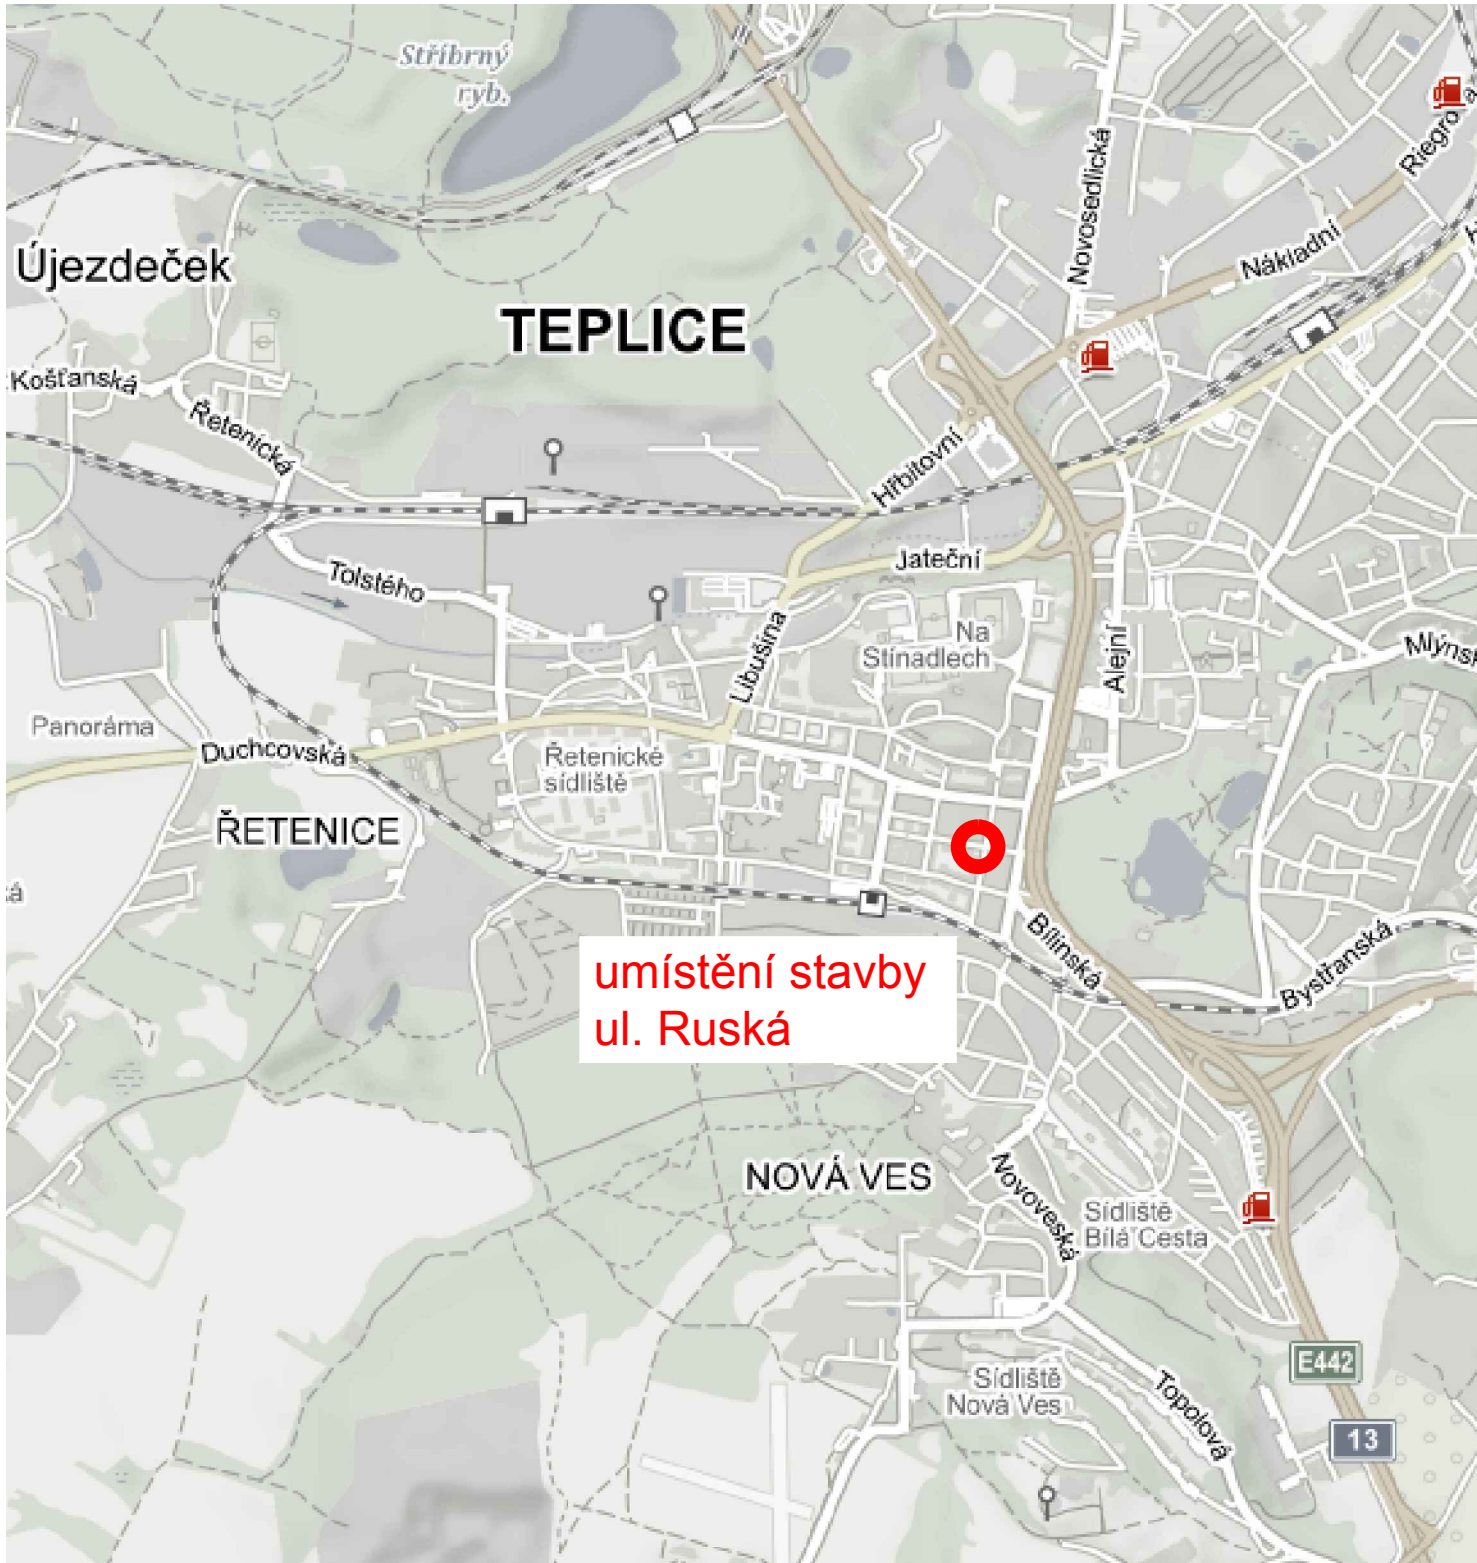 Stříbrný
ryb.
Riegro
Novosedlická
Nákladní
Újezdeček
TEPLICE
Košťanská
Řetenická
Hřbitovní
Jateční
Tolstého
Na
Stínadlech
Libušina
Alejní
Mlýnsk
Panoráma
Duchcovská
Řetenické
sídliště
ŘETENICE
á
Bílinská
Bystřanská
umístění stavby
ul. Ruská
NOVÁ VES
Novoveská
Sídliště
Bílá Cesta
E442
Sídliště
Nová Ves
Topolová
13